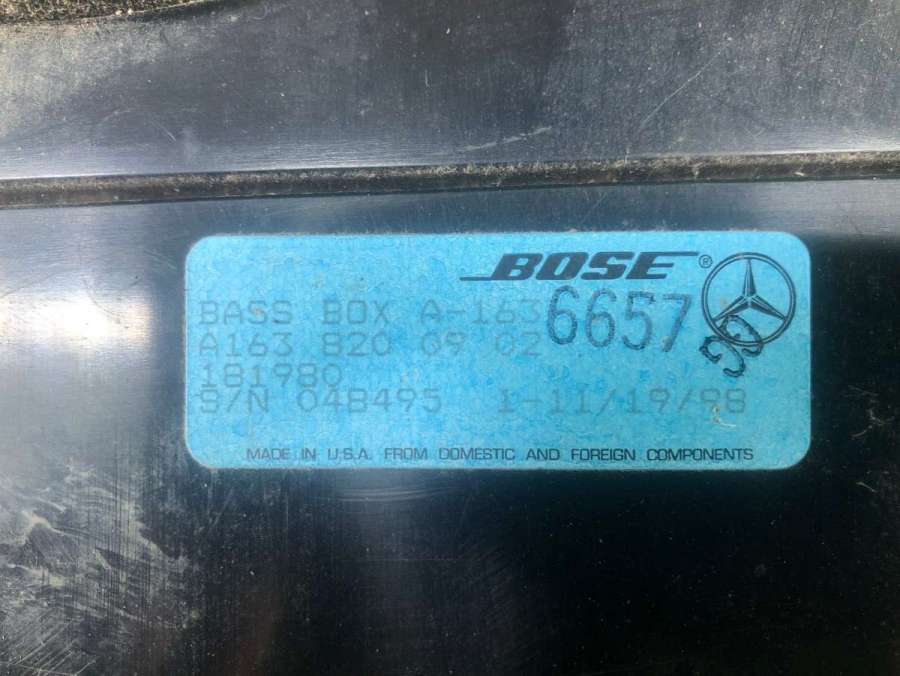 BOSE®
BASS BOX A-163
6657
A163 820 09 02
181980
S/N 048495 1-11/19/98
MADE IN U.S.A. FROM DOMESTIC AND FOREIGN COMPONENTS